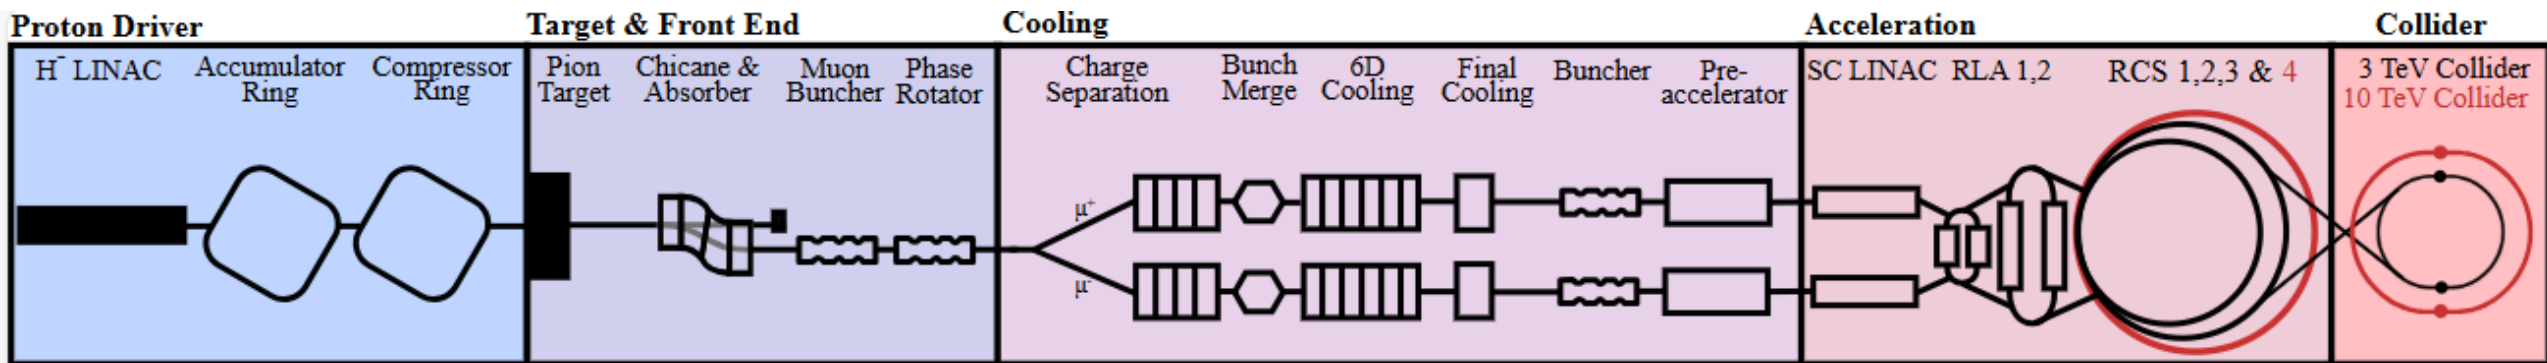 Proton Driver
Target & Front End
Cooling
Acceleration
Collider
H⁻ LINAC
Accumulator
Ring
Compressor
Ring
Pion
Target
Chicane &
Absorber
Muon
Buncher
Phase
Rotator
Charge
Separation
Bunch
Merge
6D
Cooling
Final
Cooling
Buncher
Pre-
accelerator
SC LINAC
RLA 1,2
RCS 1,2,3 & 4
3 TeV Collider
10 TeV Collider
μ⁺
μ⁻